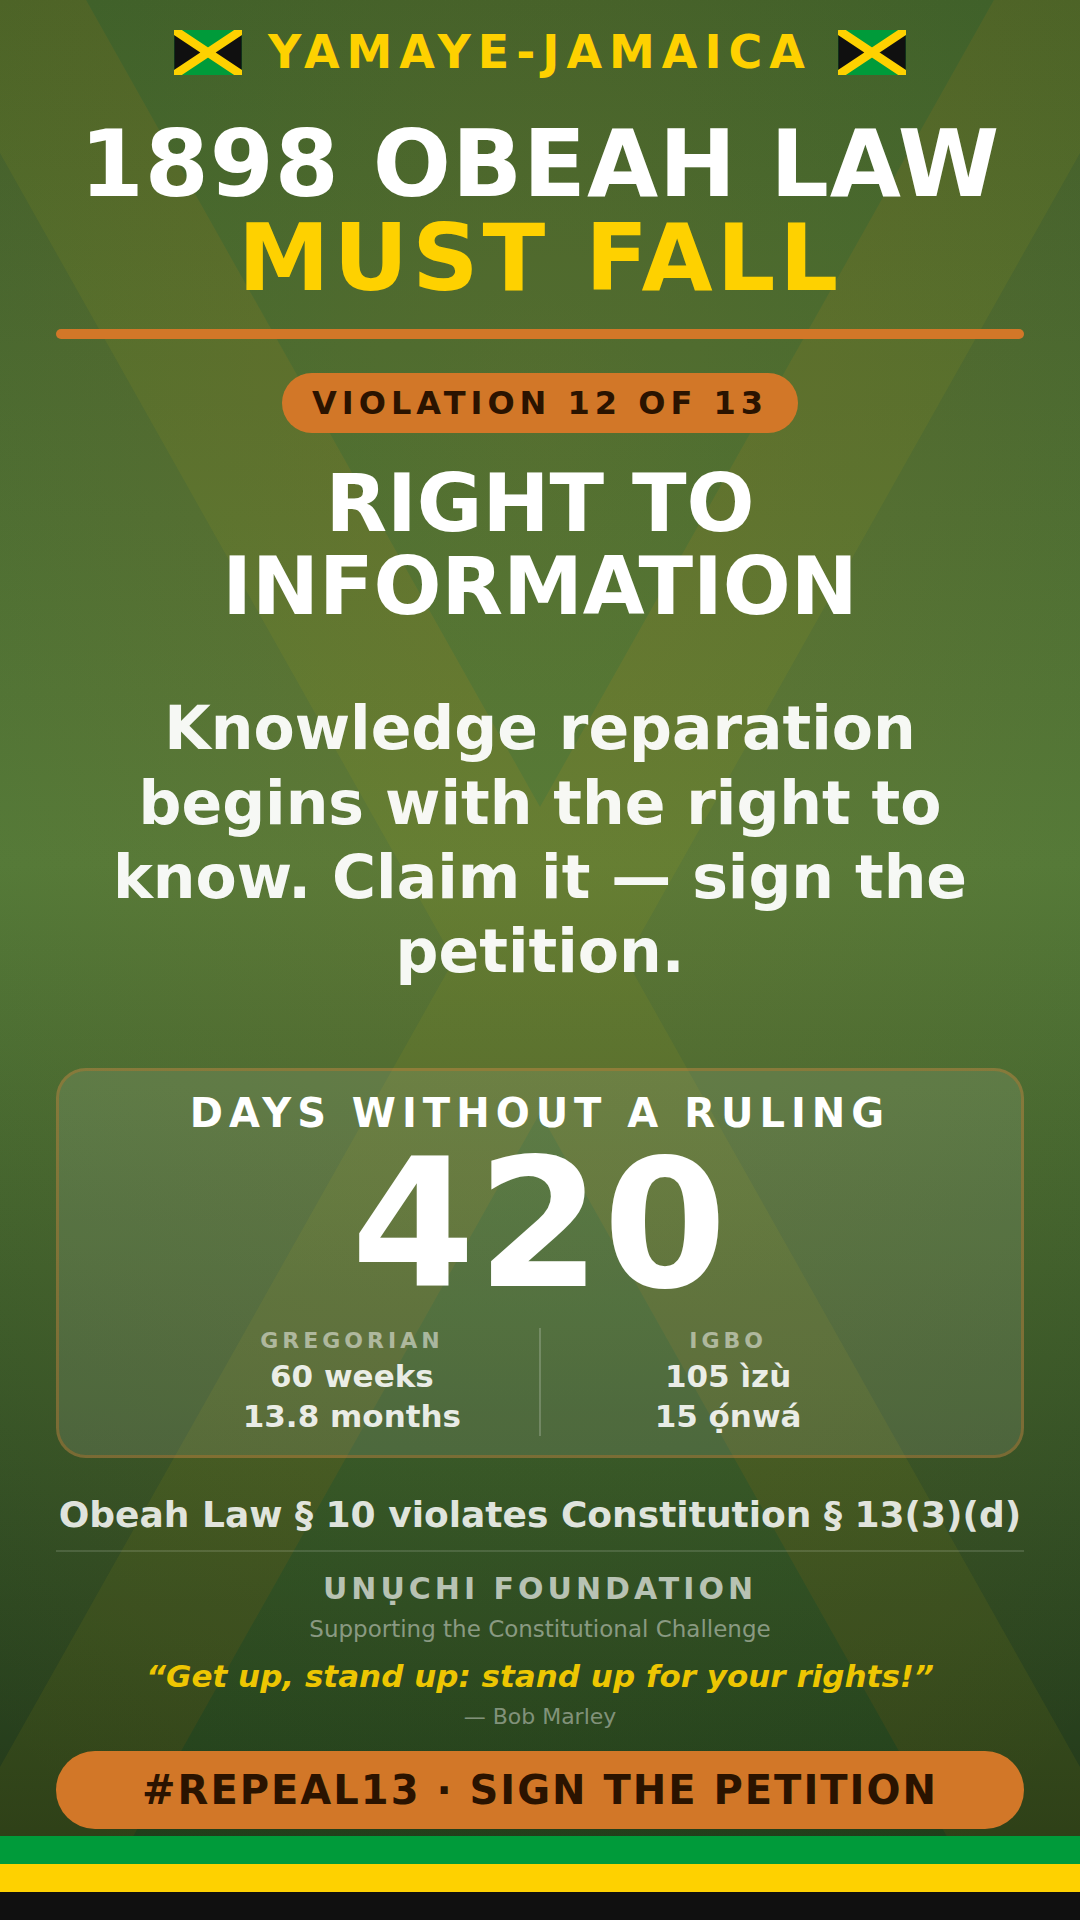 YAMAYE-JAMAICA
1898 OBEAH LAW
MUST FALL
VIOLATION 12 OF 13
RIGHT TO
INFORMATION
Knowledge reparation
begins with the right to
know. Claim it — sign the
petition.
DAYS WITHOUT A RULING
420
GREGORIAN
60 weeks
13.8 months
IGBO
105 ìzù
15 ọ́nwá
Obeah Law § 10 violates Constitution § 13(3)(d)
UNỤCHI FOUNDATION
Supporting the Constitutional Challenge
“Get up, stand up: stand up for your rights!”
— Bob Marley
#REPEAL13 · SIGN THE PETITION